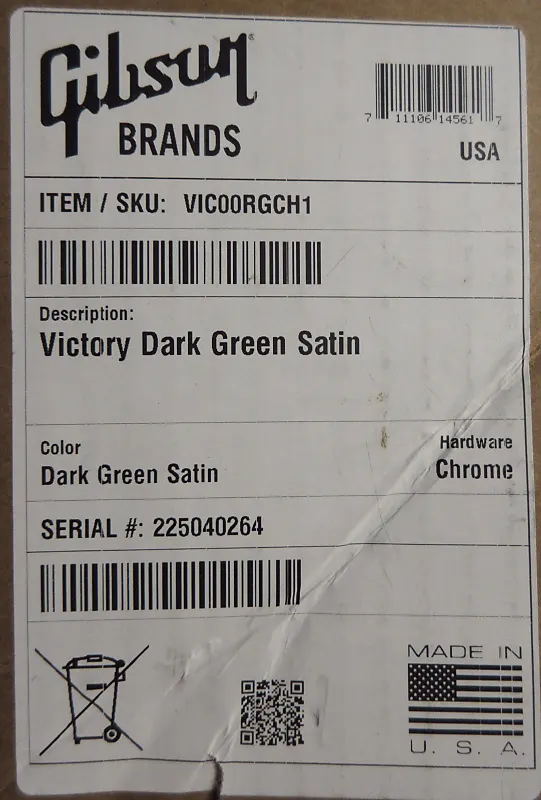 Gibson
BRANDS
7 11106 14561 7
USA
ITEM / SKU: VIC00RGCH1
Description:
Victory Dark Green Satin
Color
Hardware
Dark Green Satin
Chrome
SERIAL #: 225040264
MADE IN
U. S. A.